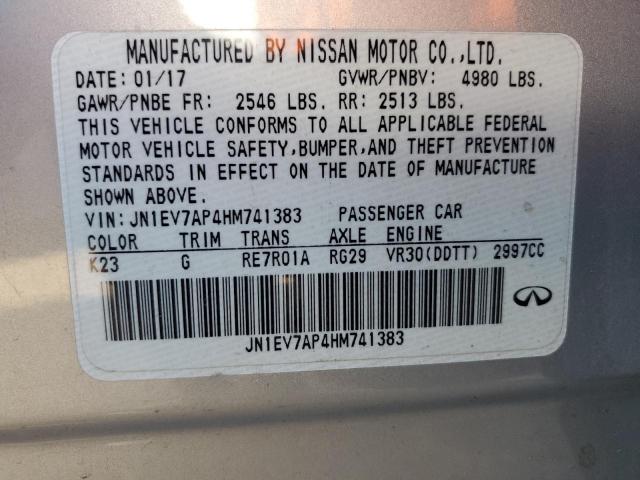 MANUFACTURED BY NISSAN MOTOR CO.,LTD.
DATE: 01/17 GVWR/PNBV: 4980 LBS.
GAWR/PNBE FR: 2546 LBS. RR: 2513 LBS.
THIS VEHICLE CONFORMS TO ALL APPLICABLE FEDERAL
MOTOR VEHICLE SAFETY,BUMPER,AND THEFT PREVENTION
STANDARDS IN EFFECT ON THE DATE OF MANUFACTURE
SHOWN ABOVE.
VIN:JN1EV7AP4HM741383 PASSENGER CAR
COLOR TRIM TRANS AXLE ENGINE
K23 G RE7R01A RG29 VR30(DDTT) 2997CC
JN1EV7AP4HM741383